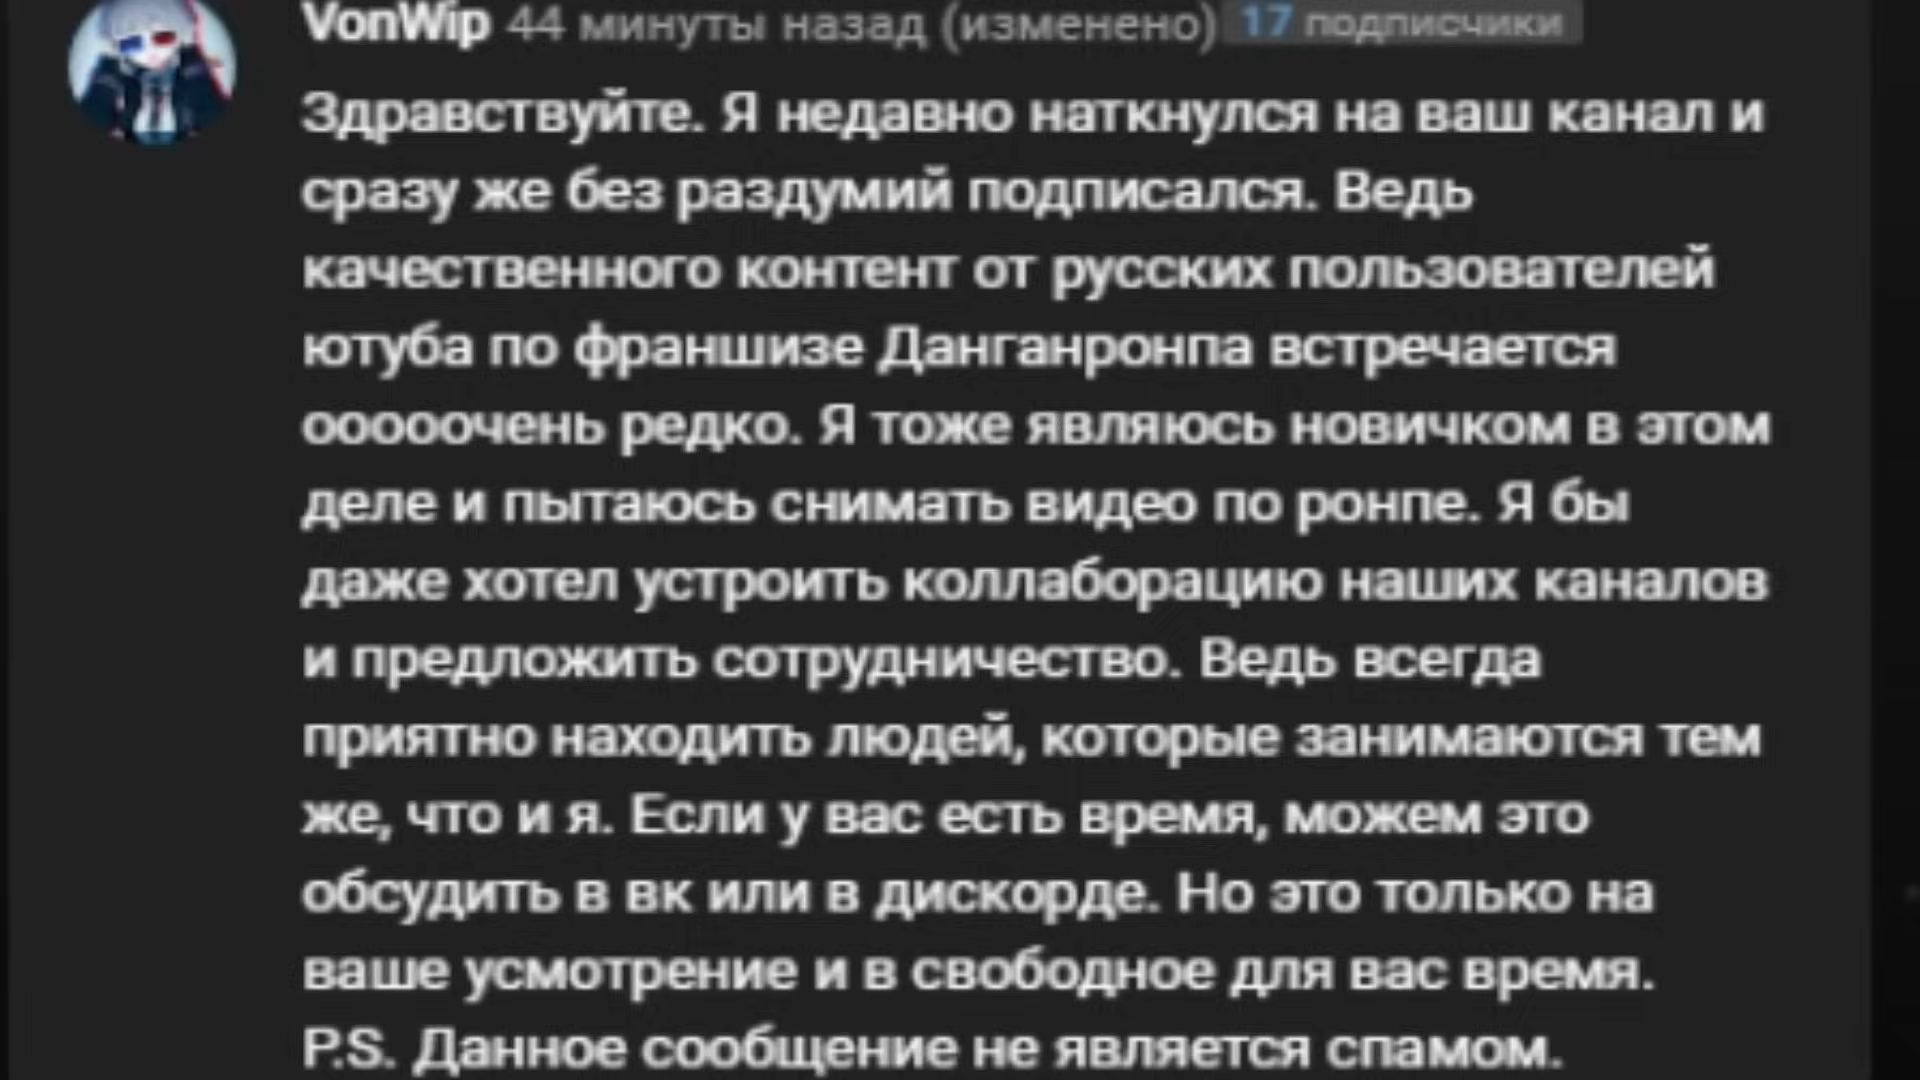 VonWip 44 минуты назад (изменено) 17 подписчики
Здравствуйте. Я недавно наткнулся на ваш канал и
сразу же без раздумий подписался. Ведь
качественного контент от русских пользователей
ютуба по франшизе Данганронпа встречается
ооооочень редко. Я тоже являюсь новичком в этом
деле и пытаюсь снимать видео по ронпе. Я бы
даже хотел устроить коллаборацию наших каналов
и предложить сотрудничество. Ведь всегда
приятно находить людей, которые занимаются тем
же, что и я. Если у вас есть время, можем это
обсудить в вк или в дискорде. Но это только на
ваше усмотрение и в свободное для вас время.
P.S. Данное сообщение не является спамом.